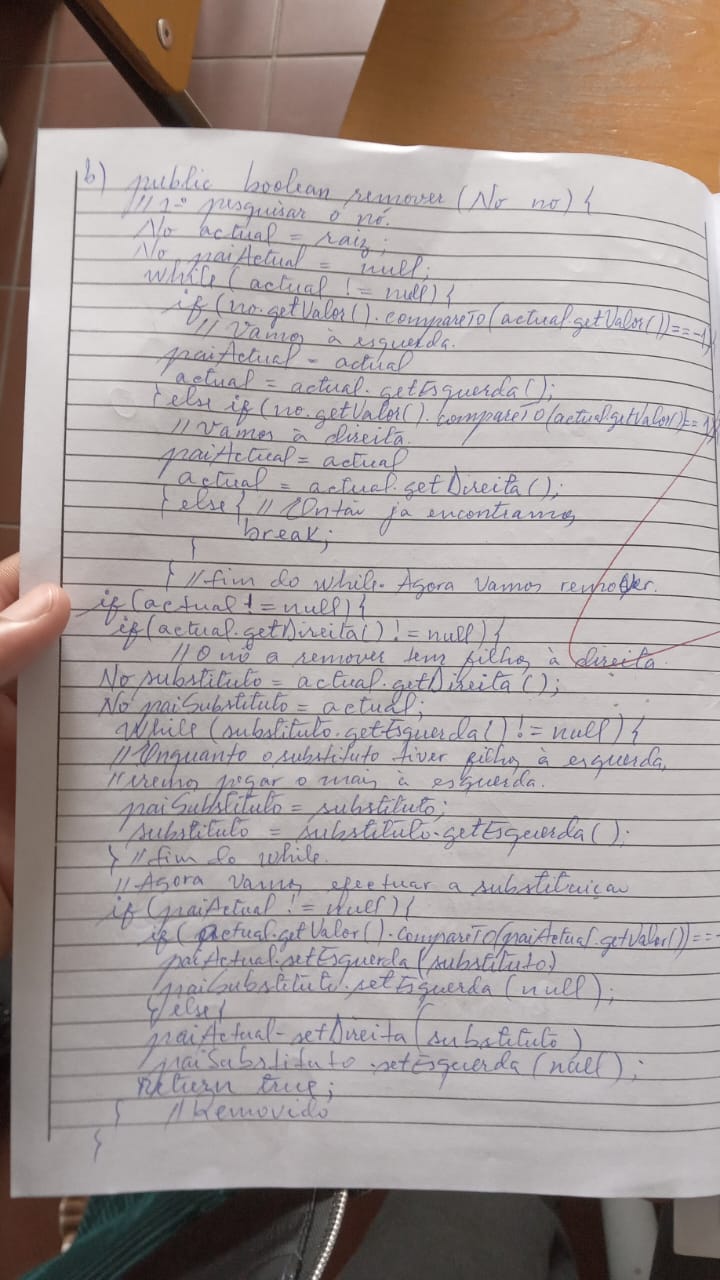 b) public boolean remover (No no) {
// 1º pesquisar o nó.
No actual = raiz;
No paiActual = null;
while (actual != null) {
if (no.getValor().compareTo(actual.getValor())==-1)
// Vamos à esquerda.
paiActual = actual
actual = actual.getEsquerda();
} else if (no.getValor().compareTo(actual.getValor()==1)
// Vamos à direita.
paiActual = actual
actual = actual.getDireita();
} else { // Então já encontramos
break;
}
} // fim do while. Agora Vamos remover.
if (actual != null) {
if (actual.getDireita() != null) {
// O nó a remover tem filho à direita.
No substituto = actual.getDireita();
No paiSubstituto = actual;
While (substituto.getEsquerda() != null) {
// Enquanto o substituto tiver filho à esquerda,
// iremos pegar o mais à esquerda.
paiSubstituto = substituto;
substituto = substituto.getEsquerda();
} // fim do while.
// Agora vamos efectuar a substituição
if (paiActual != null) {
if (actual.getValor().compareTo(paiActual.getValor())==-
paiActual.setEsquerda (substituto)
paiSubstituto.setEsquerda (null);
} else {
paiActual.setDireita (substituto)
paiSubstituto.setEsquerda (null);
return true;
} // Removido
}